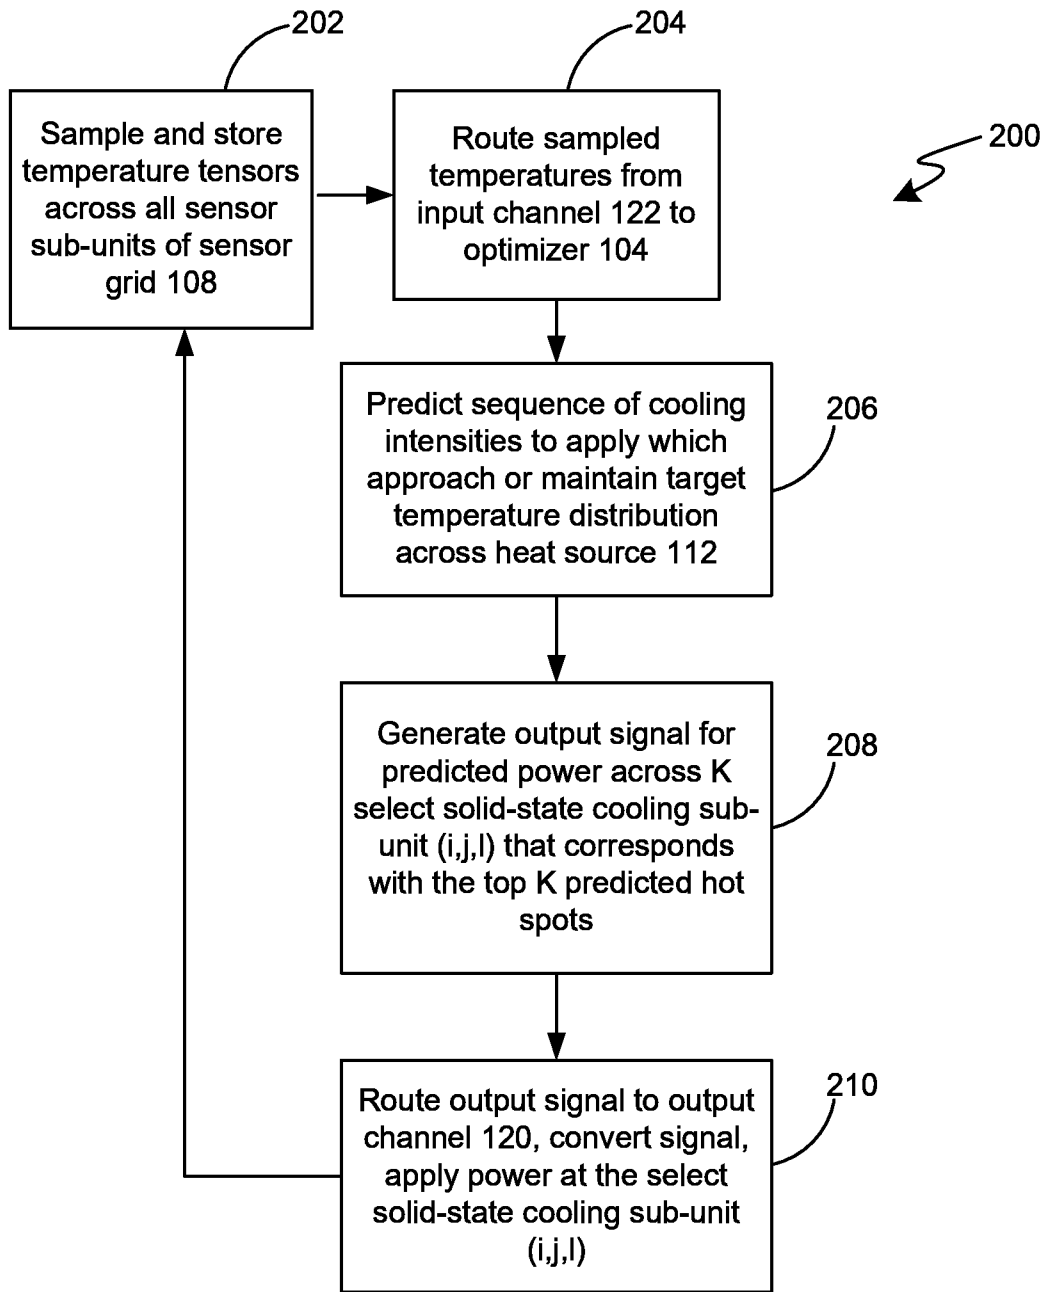 202
Sample and store
temperature tensors
across all sensor
sub-units of sensor
grid 108
204
Route sampled
temperatures from
input channel 122 to
optimizer 104
200
Predict sequence of cooling
intensities to apply which
approach or maintain target
temperature distribution
across heat source 112
206
Generate output signal for
predicted power across K
select solid-state cooling sub-
unit (i,j,l) that corresponds
with the top K predicted hot
spots
208
Route output signal to output
channel 120, convert signal,
apply power at the select
solid-state cooling sub-unit
(i,j,l)
210